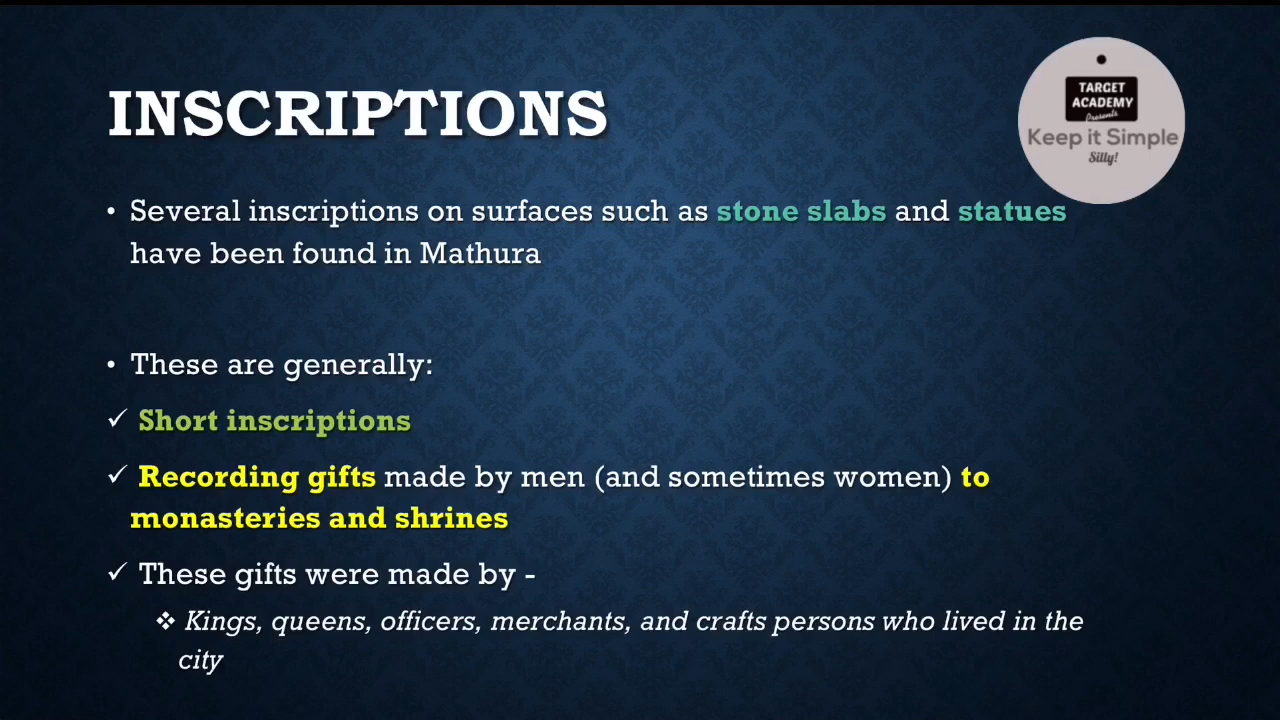 INSCRIPTIONS
TARGET
ACADEMY
Presents
Keep it Simple
Silly!
• Several inscriptions on surfaces such as stone slabs and statues
have been found in Mathura
• These are generally:
✓ Short inscriptions
✓ Recording gifts made by men (and sometimes women) to
monasteries and shrines
✓ These gifts were made by -
❖ Kings, queens, officers, merchants, and crafts persons who lived in the
city